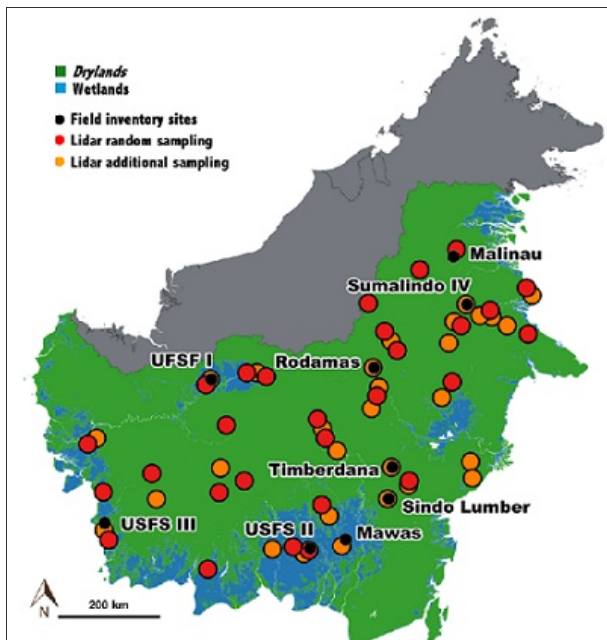 Drylands
Wetlands
Field inventory sites
Lidar random sampling
Lidar additional sampling
Malinau
Sumalindo IV
UFSF I
Rodamas
Timberdana
Sindo Lumber
USFS III
USFS II
Mawas
N
200 km